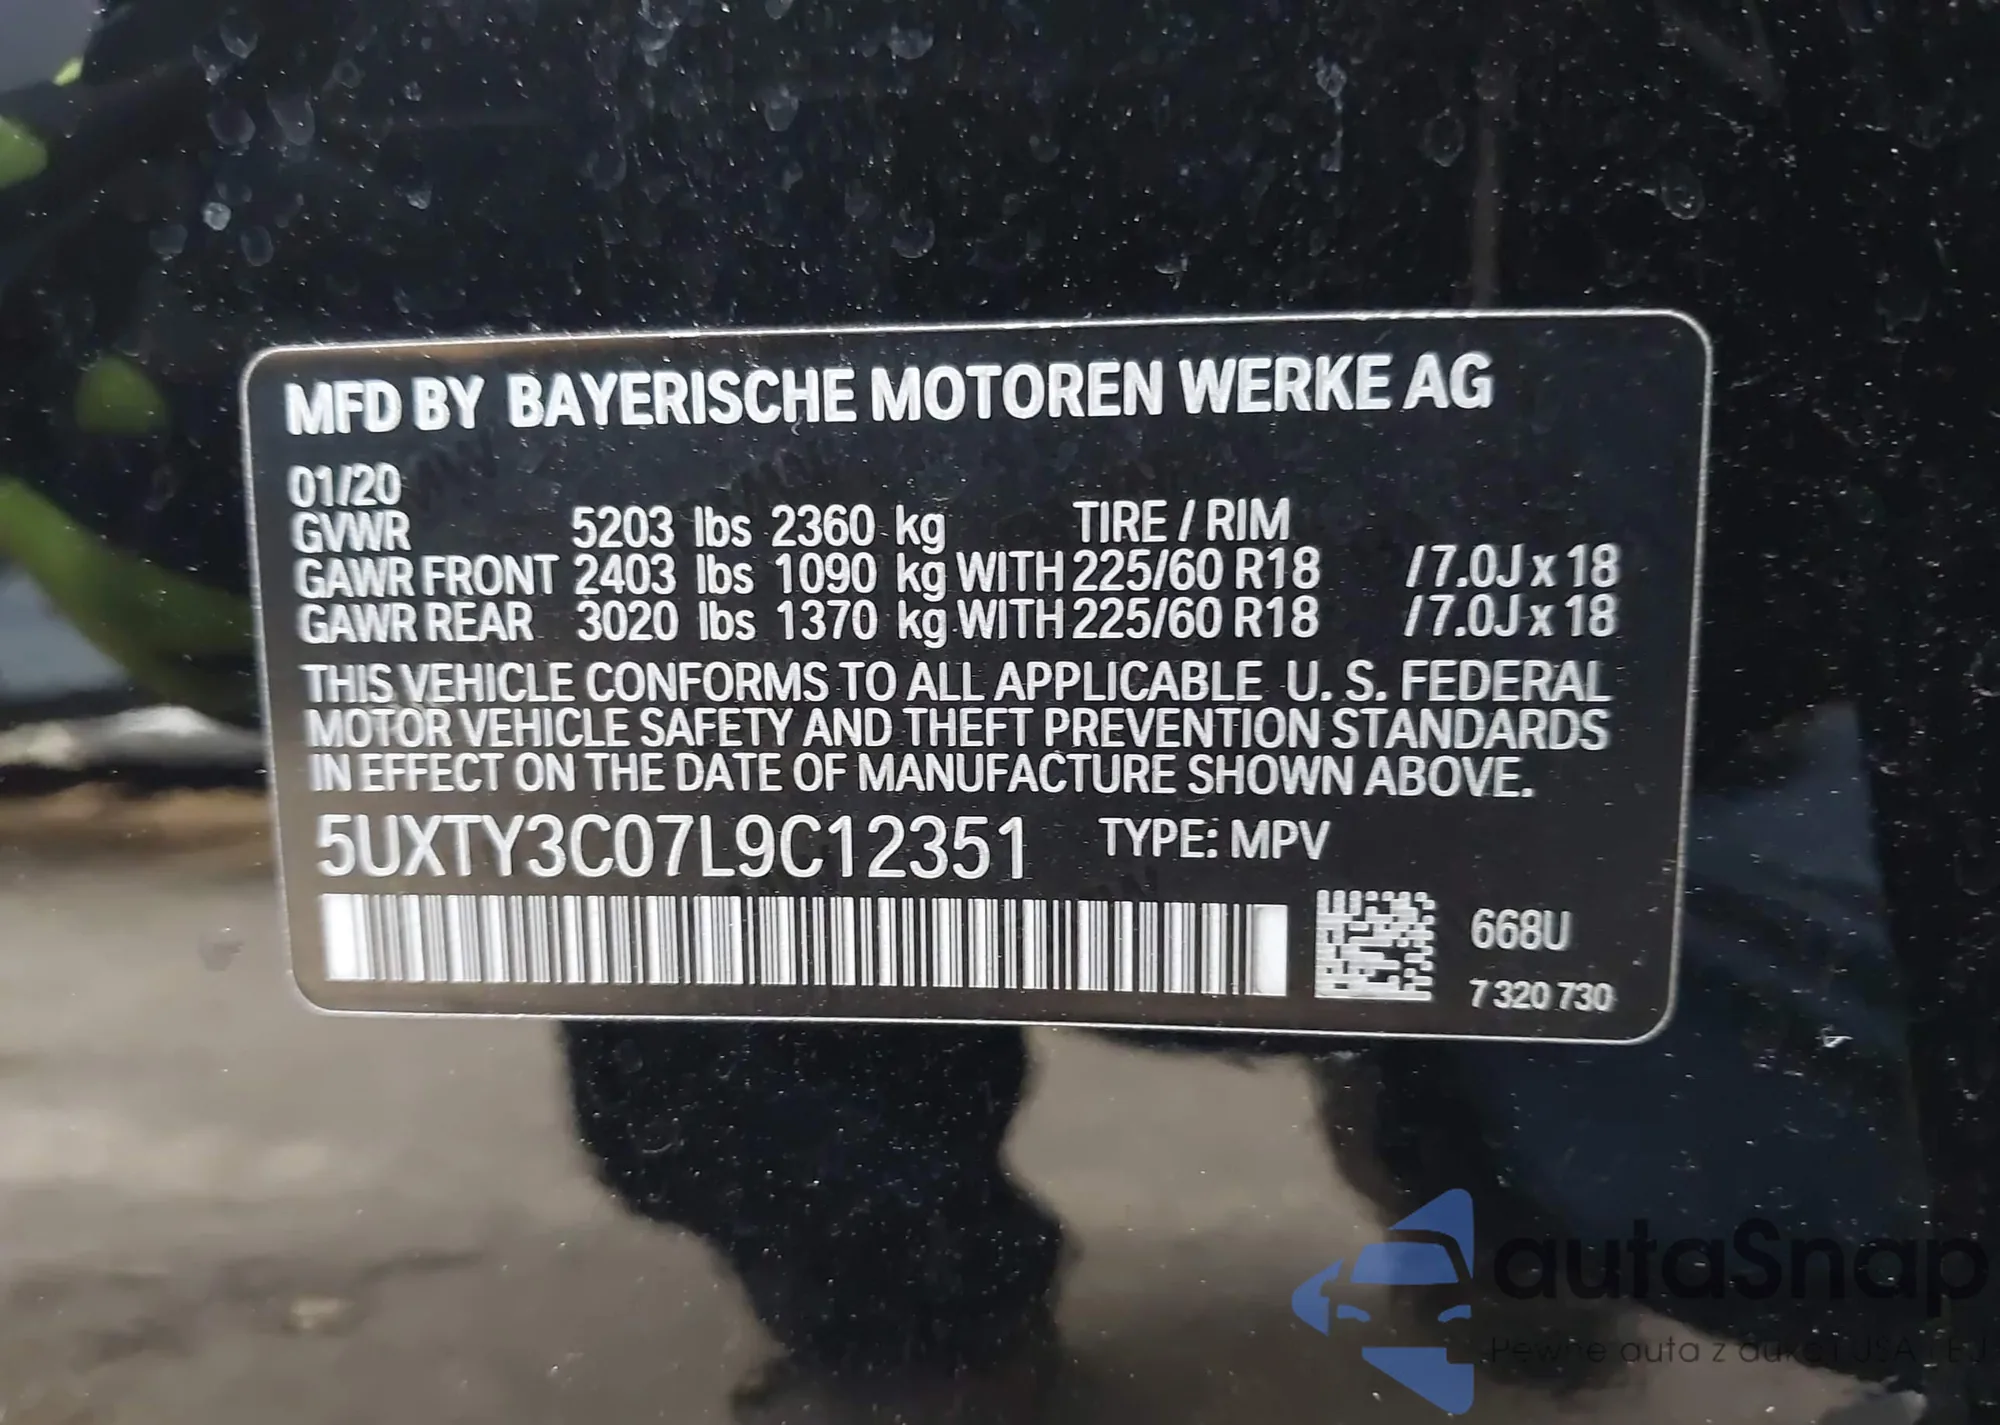 MFD BY BAYERISCHE MOTOREN WERKE AG
01/20
GVWR 5203 lbs 2360 kg TIRE / RIM
GAWR FRONT 2403 lbs 1090 kg WITH 225/60 R18 / 7.0J x 18
GAWR REAR 3020 lbs 1370 kg WITH 225/60 R18 / 7.0J x 18
THIS VEHICLE CONFORMS TO ALL APPLICABLE U. S. FEDERAL
MOTOR VEHICLE SAFETY AND THEFT PREVENTION STANDARDS
IN EFFECT ON THE DATE OF MANUFACTURE SHOWN ABOVE.
5UXTY3C07L9C12351 TYPE: MPV
668U
7 320 730
autaSnap
Pewne auta z